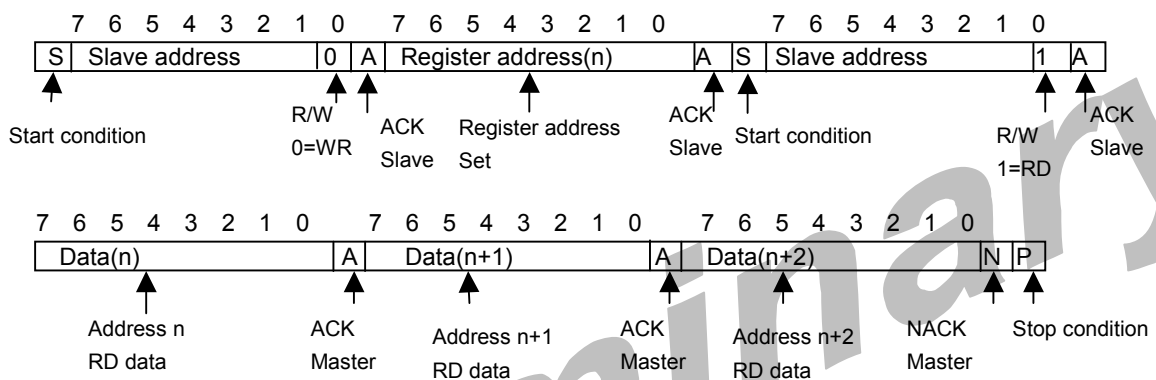 7 6 5 4 3 2 1 0 7 6 5 4 3 2 1 0 7 6 5 4 3 2 1 0
S Slave address 0 A Register address(n) A S Slave address 1 A
Start condition
R/W
0=WR
ACK
Slave
Register address
Set
ACK
Slave
Start condition
R/W
1=RD
ACK
Slave
7 6 5 4 3 2 1 0 7 6 5 4 3 2 1 0 7 6 5 4 3 2 1 0
Data(n) A Data(n+1) A Data(n+2) N P
Address n
RD data
ACK
Master
Address n+1
RD data
ACK
Master
Address n+2
RD data
NACK
Master
Stop condition